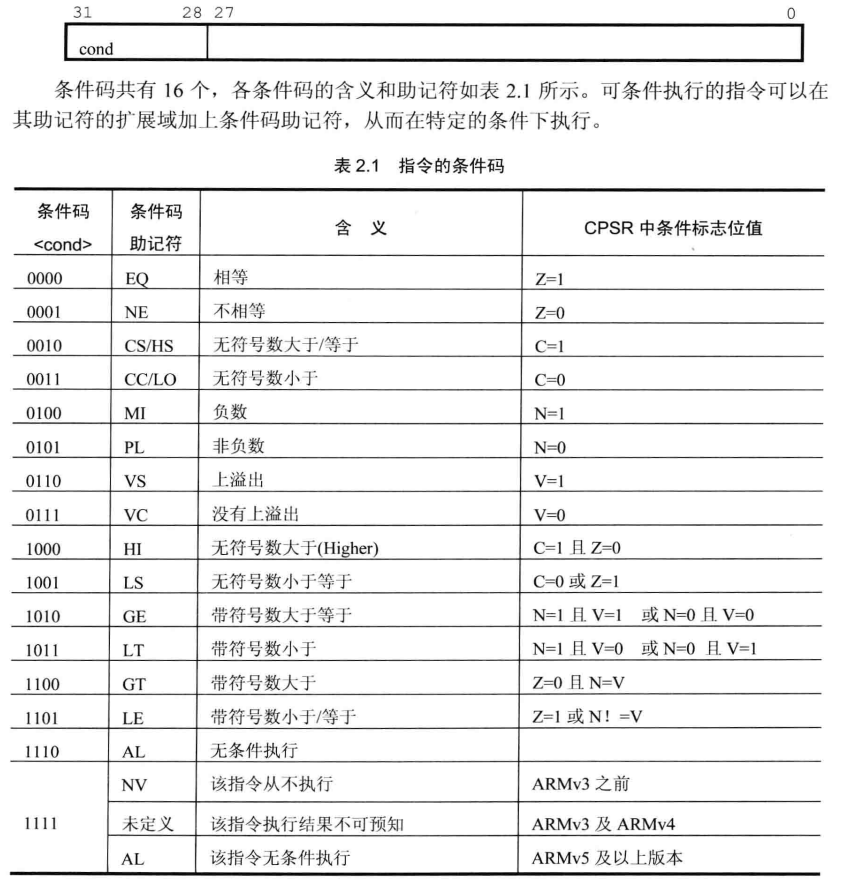 31 28 27 0
cond
条件码共有 16 个，各条件码的含义和助记符如表 2.1 所示。可条件执行的指令可以在
其助记符的扩展域加上条件码助记符，从而在特定的条件下执行。
表 2.1 指令的条件码
条件码 条件码 含 义 CPSR 中条件标志位值
<cond> 助记符
0000 EQ 相等 Z=1
0001 NE 不相等 Z=0
0010 CS/HS 无符号数大于/等于 C=1
0011 CC/LO 无符号数小于 C=0
0100 MI 负数 N=1
0101 PL 非负数 N=0
0110 VS 上溢出 V=1
0111 VC 没有上溢出 V=0
1000 HI 无符号数大于(Higher) C=1 且 Z=0
1001 LS 无符号数小于等于 C=0 或 Z=1
1010 GE 带符号数大于等于 N=1 且 V=1 或 N=0 且 V=0
1011 LT 带符号数小于 N=1 且 V=0 或 N=0 且 V=1
1100 GT 带符号数大于 Z=0 且 N=V
1101 LE 带符号数小于/等于 Z=1 或 N！=V
1110 AL 无条件执行
NV 该指令从不执行 ARMv3 之前
1111 未定义 该指令执行结果不可预知 ARMv3 及 ARMv4
AL 该指令无条件执行 ARMv5 及以上版本